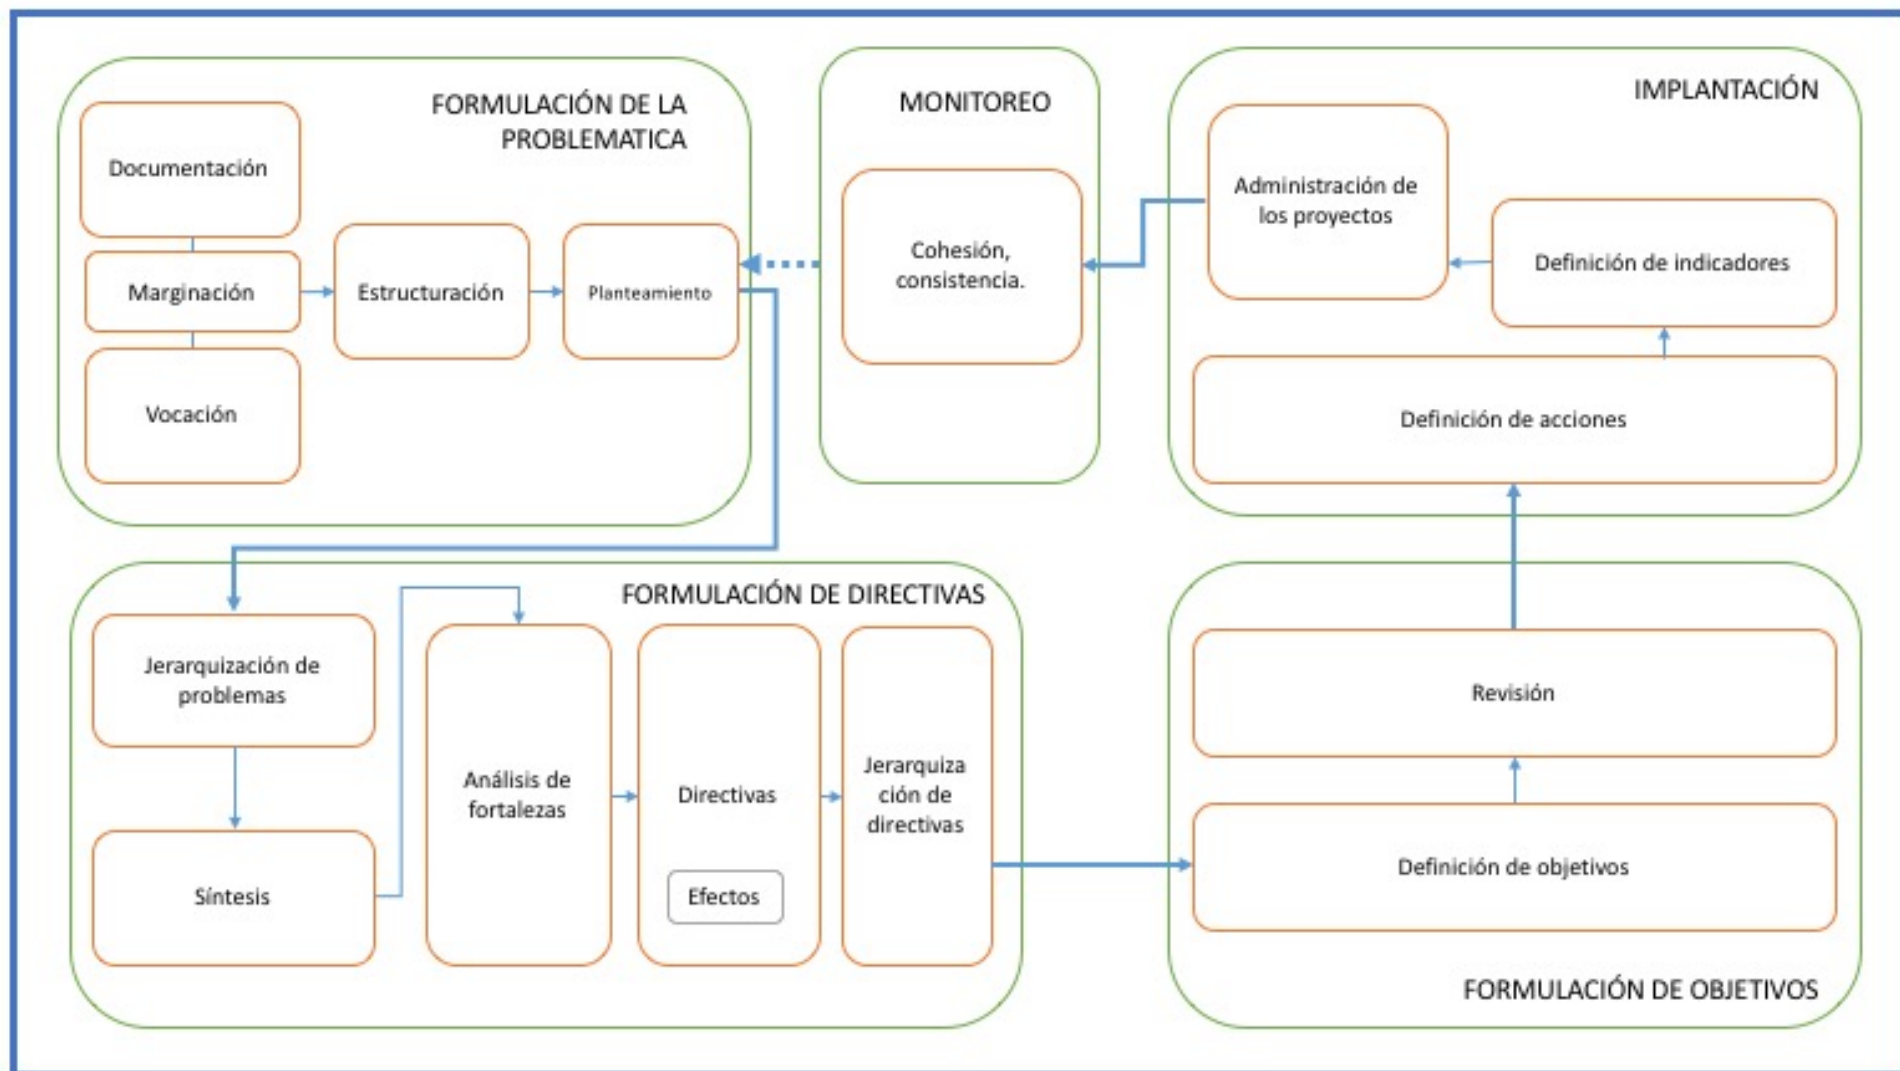 FORMULACIÓN DE LA
PROBLEMATICA
Documentación
Marginación
Vocación
Estructuración
Planteamiento
MONITOREO
Cohesión,
consistencia.
IMPLANTACIÓN
Administración de
los proyectos
Definición de indicadores
Definición de acciones
FORMULACIÓN DE DIRECTIVAS
Jerarquización de
problemas
Síntesis
Análisis de
fortalezas
Directivas
Efectos
Jerarquiza
ción de
directivas
Revisión
Definición de objetivos
FORMULACIÓN DE OBJETIVOS